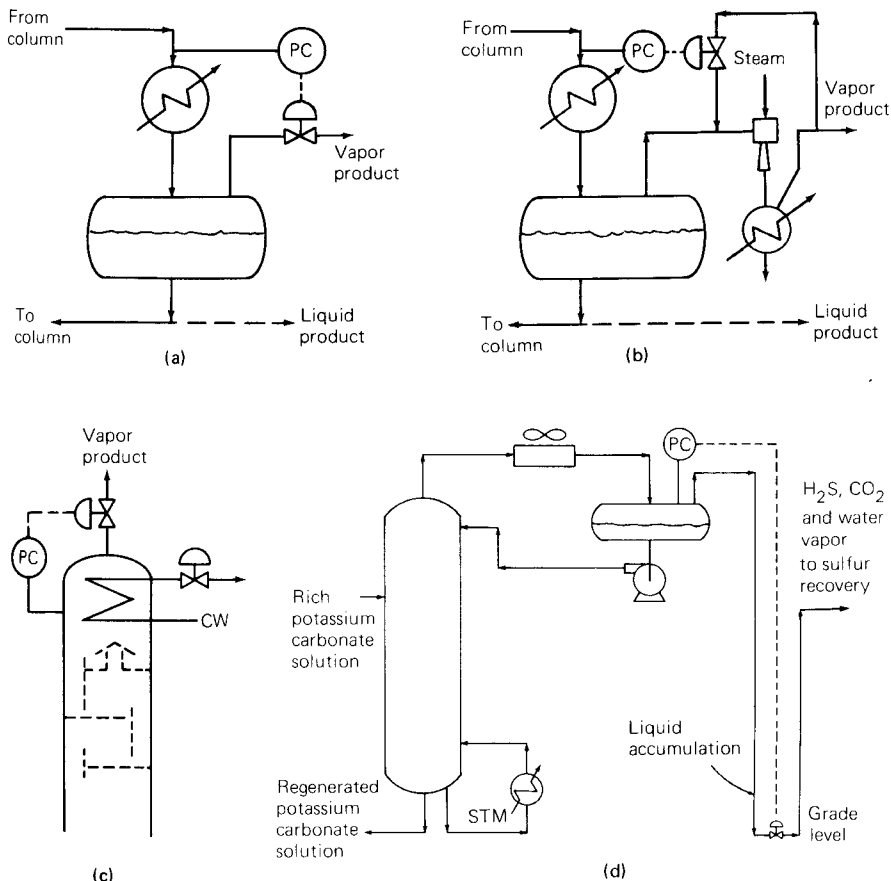 From
column
PC
Vapor
product
To
column
Liquid
product
(a)
From
column
PC
Steam
Vapor
product
To
column
Liquid
product
(b)
Vapor
product
PC
CW
(c)
PC
H2S, CO2
and water
vapor
to sulfur
recovery
Rich
potassium
carbonate
solution
Liquid
accumulation
Regenerated
potassium
carbonate
solution
STM
Grade
level
(d)